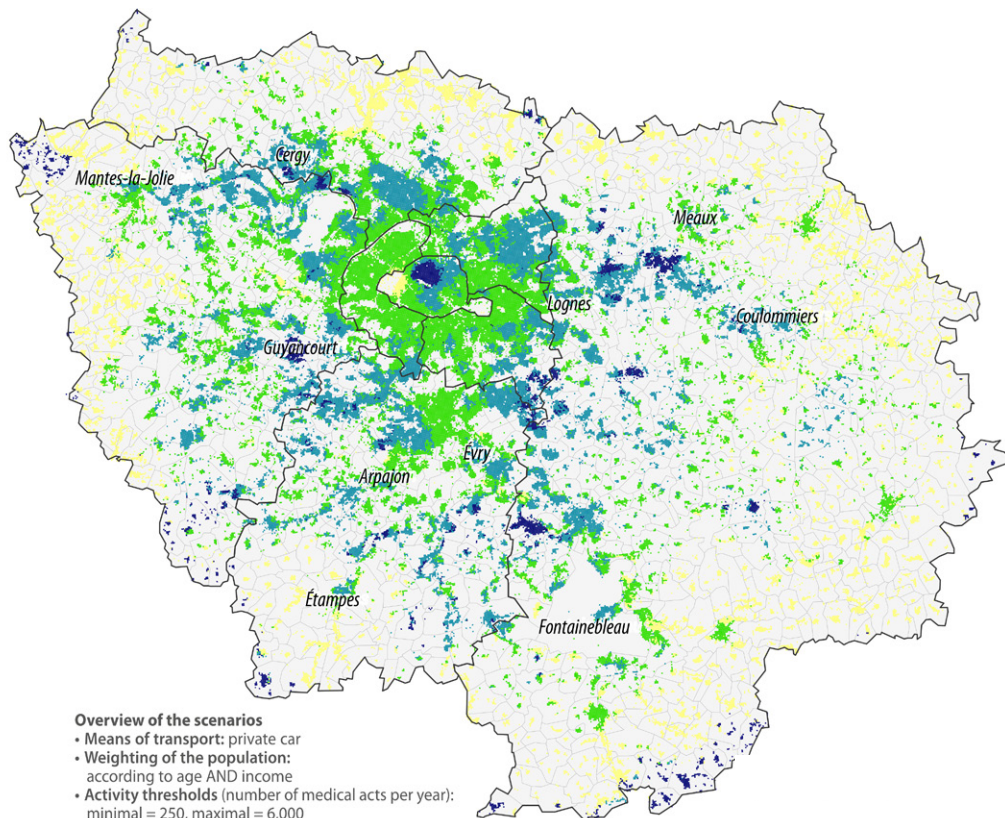 Cergy
Mantes-la-Jolie
Meaux
Lognes
Coulommiers
Guyancourt
Évry
Arpajon
Étampes
Fontainebleau
Overview of the scenarios
• Means of transport: private car
• Weighting of the population:
according to age AND income
• Activity thresholds (number of medical acts per year):
minimal = 250, maximal = 6,000